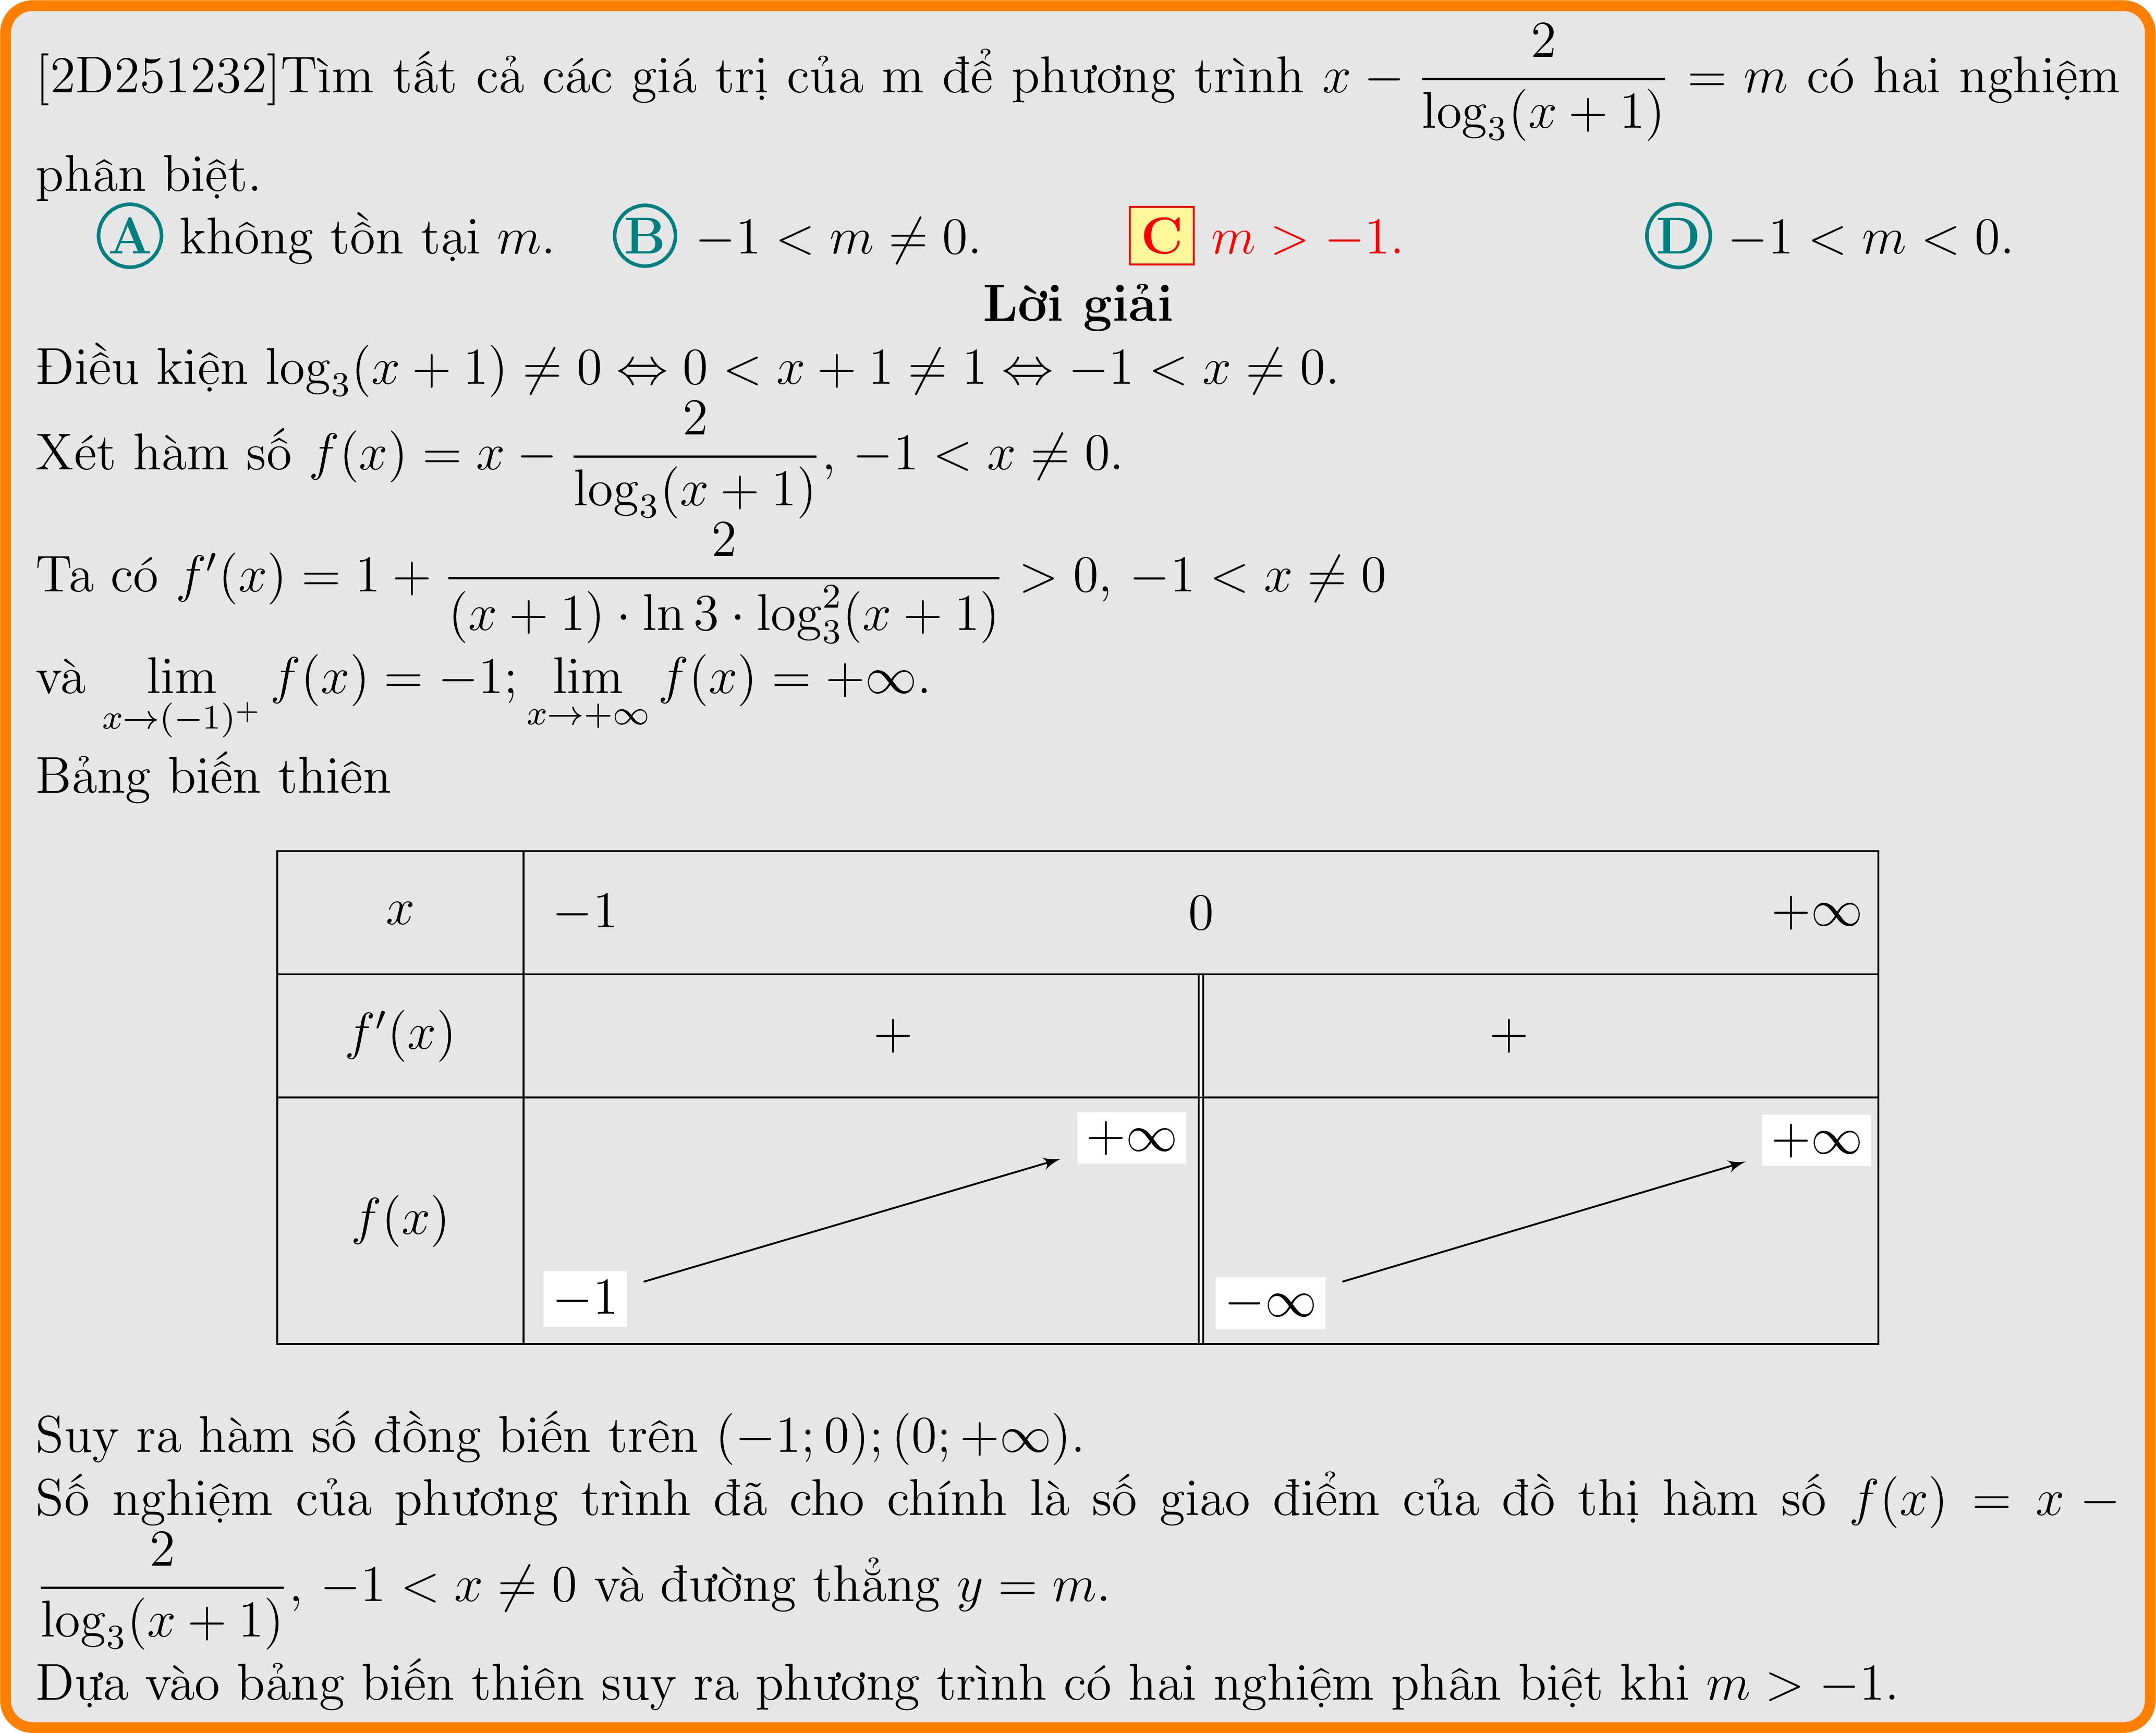 [2D251232]Tìm tất cả các giá trị của m để phương trình $x - \dfrac{2}{\log_3(x+1)} = m$ có hai nghiệm
phân biệt.
A không tồn tại $m$. B $-1 < m \neq 0$. C $m > -1$. D $-1 < m < 0$.
Lời giải
Điều kiện $\log_3(x+1) \neq 0 \Leftrightarrow 0 < x+1 \neq 1 \Leftrightarrow -1 < x \neq 0$.
Xét hàm số $f(x) = x - \dfrac{2}{\log_3(x+1)}$, $-1 < x \neq 0$.
Ta có $f'(x) = 1 + \dfrac{2}{(x+1) \cdot \ln 3 \cdot \log_3^2(x+1)} > 0$, $-1 < x \neq 0$
và $\lim\limits_{x \to (-1)^+} f(x) = -1$; $\lim\limits_{x \to +\infty} f(x) = +\infty$.
Bảng biến thiên
$x$ $-1$ $0$ $+\infty$
$f'(x)$ $+$ $+$
$f(x)$ $-1$ $+\infty$ $-\infty$ $+\infty$
Suy ra hàm số đồng biến trên $(-1;0);(0;+\infty)$.
Số nghiệm của phương trình đã cho chính là số giao điểm của đồ thị hàm số $f(x) = x -$
$\dfrac{2}{\log_3(x+1)}$, $-1 < x \neq 0$ và đường thẳng $y = m$.
Dựa vào bảng biến thiên suy ra phương trình có hai nghiệm phân biệt khi $m > -1$.